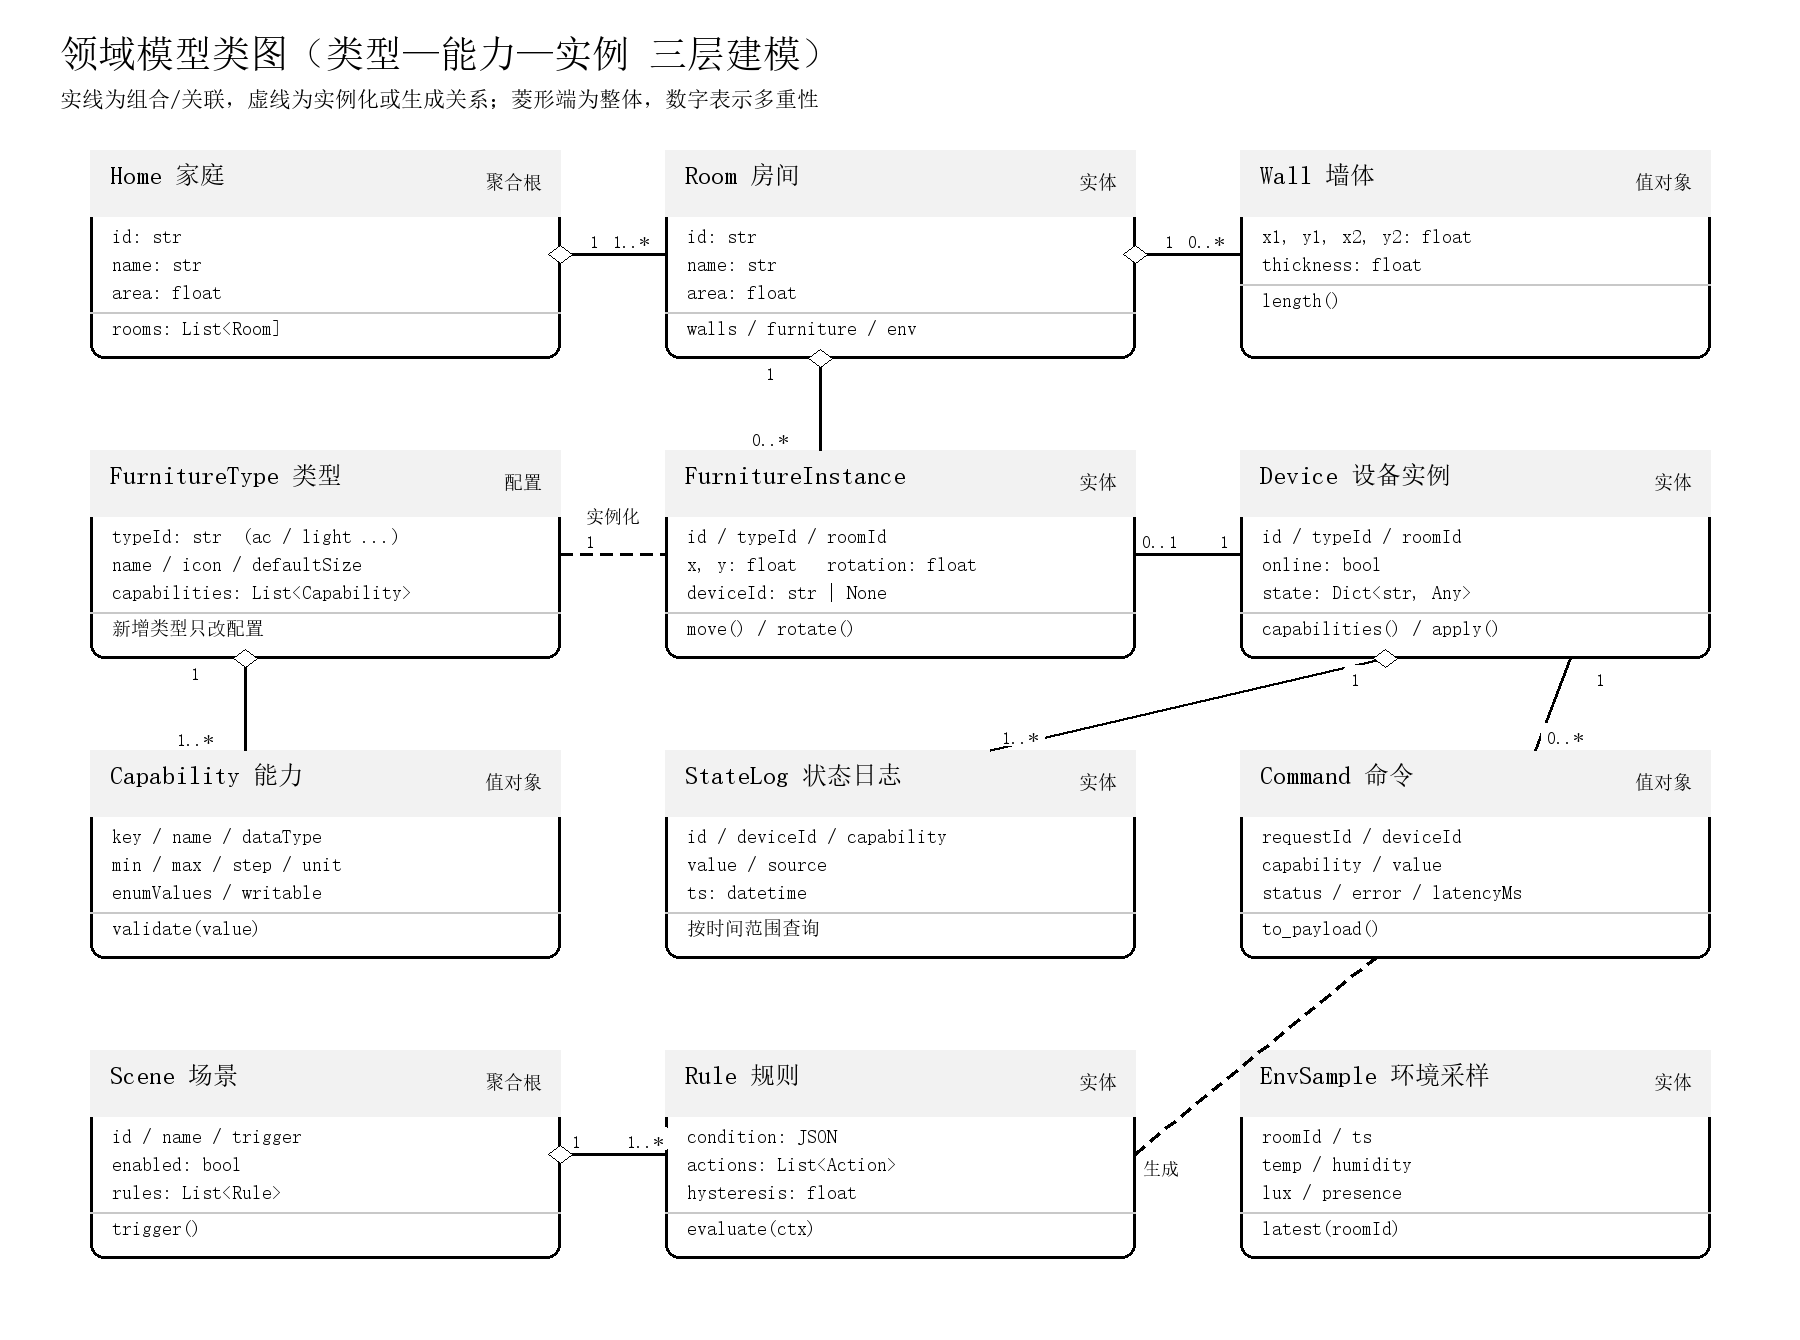 领域模型类图（类型—能力—实例 三层建模）
实线为组合/关联，虚线为实例化或生成关系；菱形端为整体，数字表示多重性
Home 家庭
聚合根
id: str
name: str
area: float
rooms: List<Room]
1 1..*
Room 房间
实体
id: str
name: str
area: float
walls / furniture / env
1 0..*
Wall 墙体
值对象
x1, y1, x2, y2: float
thickness: float
length()
1
0..*
FurnitureType 类型
配置
typeId: str (ac / light ...)
name / icon / defaultSize
capabilities: List<Capability>
新增类型只改配置
实例化
1
FurnitureInstance
实体
id / typeId / roomId
x, y: float rotation: float
deviceId: str | None
move() / rotate()
0..1 1
Device 设备实例
实体
id / typeId / roomId
online: bool
state: Dict<str, Any>
capabilities() / apply()
1
1..*
1
1..*
1
0..*
Capability 能力
值对象
key / name / dataType
min / max / step / unit
enumValues / writable
validate(value)
StateLog 状态日志
实体
id / deviceId / capability
value / source
ts: datetime
按时间范围查询
Command 命令
值对象
requestId / deviceId
capability / value
status / error / latencyMs
to_payload()
Scene 场景
聚合根
id / name / trigger
enabled: bool
rules: List<Rule>
trigger()
1 1..*
Rule 规则
实体
condition: JSON
actions: List<Action>
hysteresis: float
evaluate(ctx)
生成
EnvSample 环境采样
实体
roomId / ts
temp / humidity
lux / presence
latest(roomId)